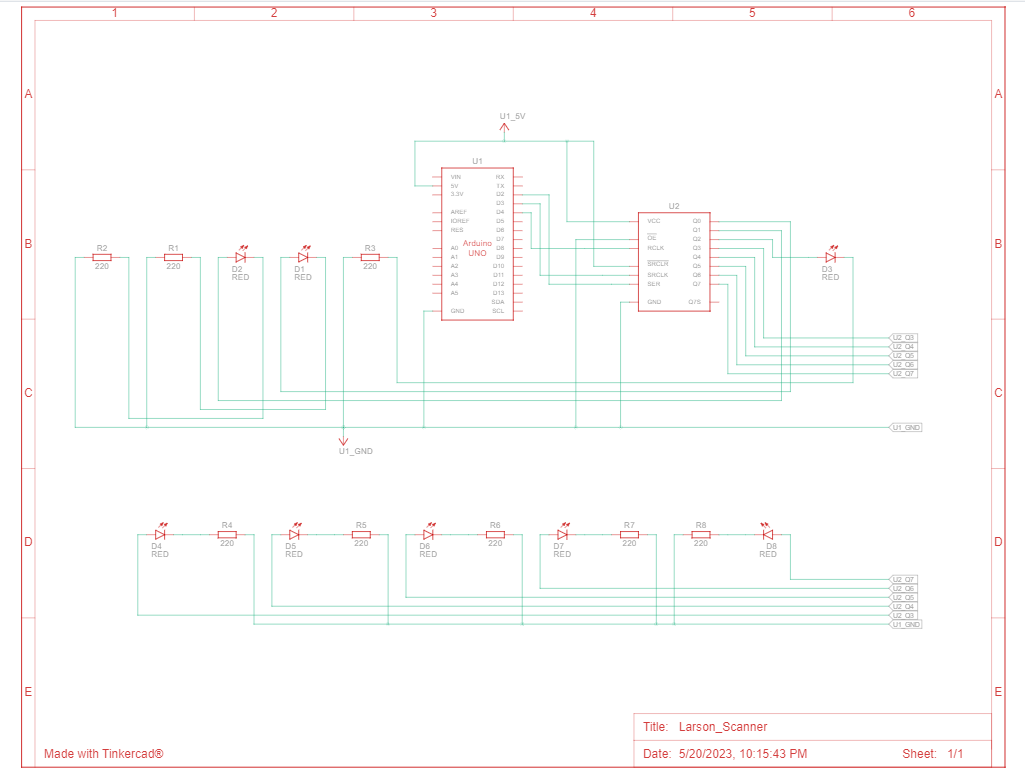 1 2 3 4 5 6
A A
U1_5V
U1
VIN RX
5V TX
3.3V D2
D3
AREF D4
IOREF D5
RES D6
D7
A0 D8
A1 D9
A2 D10
A3 D11
A4 D12
A5 D13
SDA
GND SCL
Arduino
UNO
U2
VCC Q0
Q1
OE Q2
RCLK Q3
Q4
SRCLR Q5
SRCLK Q6
SER Q7
GND Q7S
B B
R2
220
R1
220
D2
RED
D1
RED
R3
220
D3
RED
U2_Q3
U2_Q4
U2_Q5
U2_Q6
U2_Q7
C C
U1_GND
U1_GND
D D
D4
RED
R4
220
D5
RED
R5
220
D6
RED
R6
220
D7
RED
R7
220
R8
220
D8
RED
U2_Q7
U2_Q6
U2_Q5
U2_Q4
U2_Q3
U1_GND
E E
Title: Larson_Scanner
Made with Tinkercad®
Date: 5/20/2023, 10:15:43 PM Sheet: 1/1